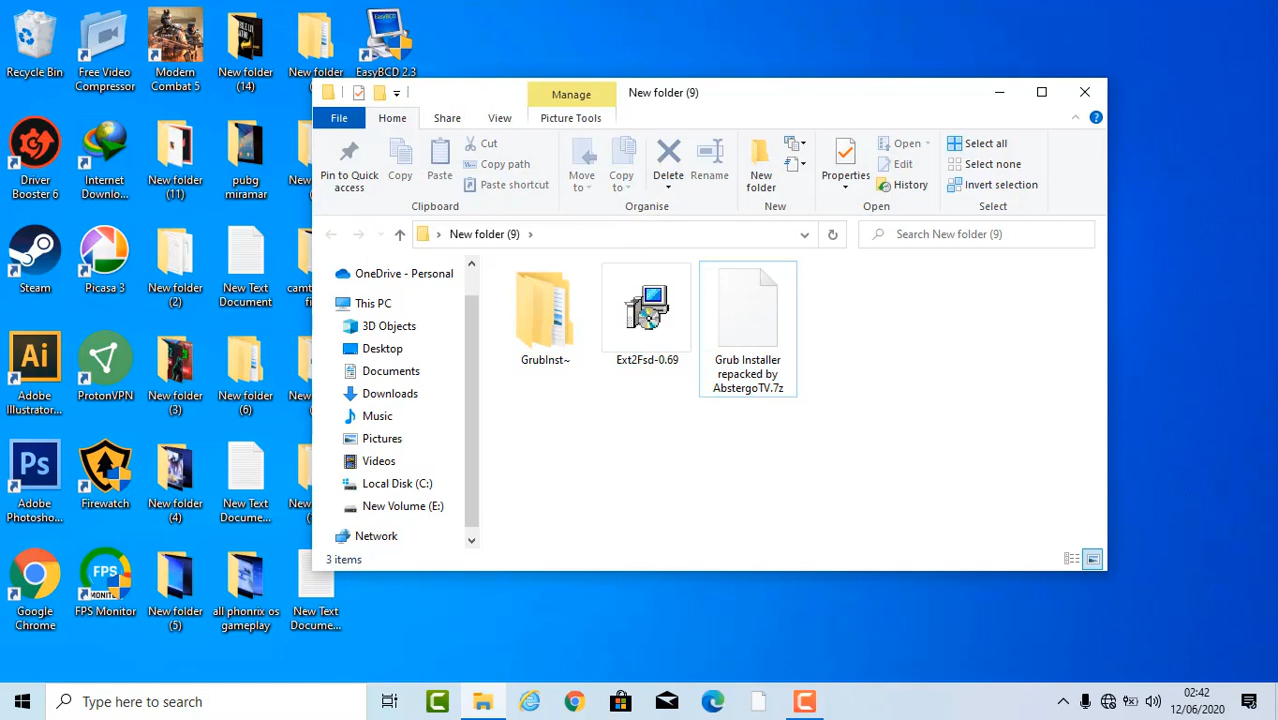 Recycle Bin
Free Video
Compressor
Modern
Combat 5
New folder
(14)
New folder
EasyBCD 2.3
Driver
Booster 6
Internet
Downlo...
New folder
(11)
pubg
miramar
Steam
Picasa 3
New folder
(2)
New Text
Document
Ai
Adobe
Illustrator...
ProtonVPN
New folder
(3)
New folder
(6)
Ps
Adobe
Photosho...
Firewatch
New folder
(4)
New Text
Docume...
Google
Chrome
FPS
MONITOR
FPS Monitor
New folder
(5)
all phonrix os
gameplay
New Text
Docume...
Manage
New folder (9)
File
Home
Share
View
Picture Tools
Pin to Quick
access
Copy
Paste
Cut
Copy path
Paste shortcut
Clipboard
Move
to
Copy
to
Delete
Rename
Organise
New
folder
New
Properties
Open
Edit
History
Open
Select all
Select none
Invert selection
Select
New folder (9)
Search New folder (9)
OneDrive - Personal
This PC
3D Objects
Desktop
Documents
Downloads
Music
Pictures
Videos
Local Disk (C:)
New Volume (E:)
Network
GrubInst~
Ext2Fsd-0.69
Grub Installer
repacked by
AbstergoTV.7z
3 items
Type here to search
02:42
12/06/2020